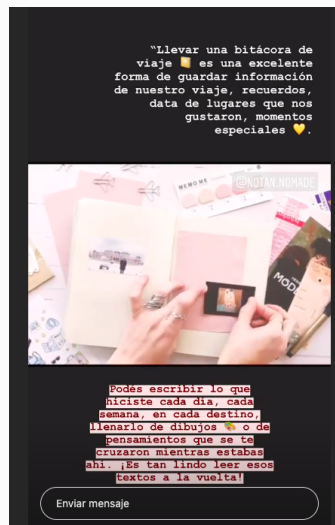 “Llevar una bitácora de
viaje 📔 es una excelente
forma de guardar información
de nuestro viaje, recuerdos,
data de lugares que nos
gustaron, momentos
especiales 💛.
@NOTAN.NOMADE
MEMO ME
MOD
Podés escribir lo que
hiciste cada día, cada
semana, en cada destino,
llenarlo de dibujos 🎨 o de
pensamientos que se te
cruzaron mientras estabas
ahí. ¡Es tan lindo leer esos
textos a la vuelta!
Enviar mensaje